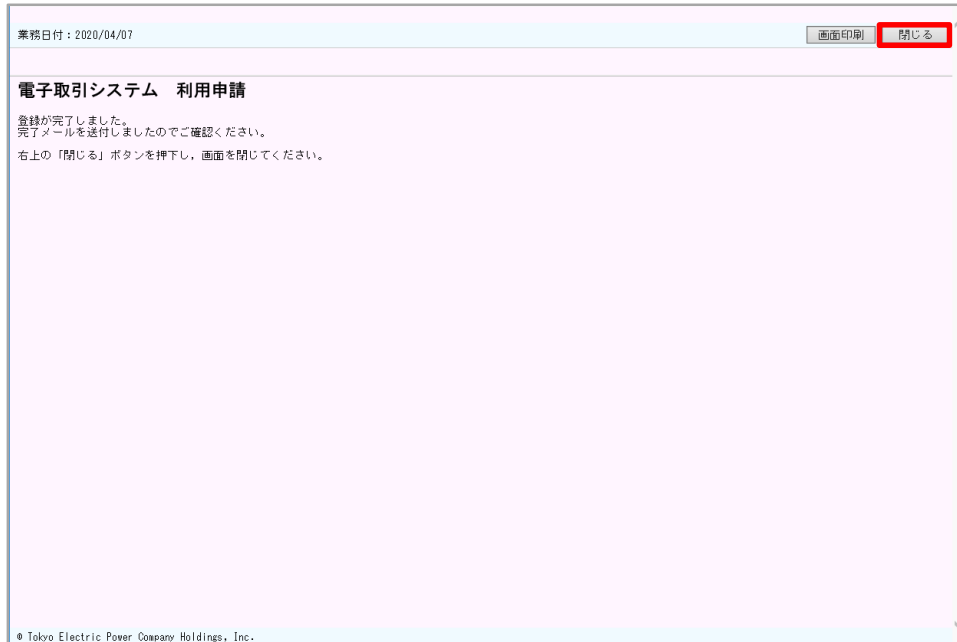 業務日付：2020/04/07 画面印刷 閉じる
電子取引システム　利用申請
登録が完了しました。
完了メールを送付しましたのでご確認ください。
右上の「閉じる」ボタンを押下し，画面を閉じてください。
© Tokyo Electric Power Company Holdings, Inc.